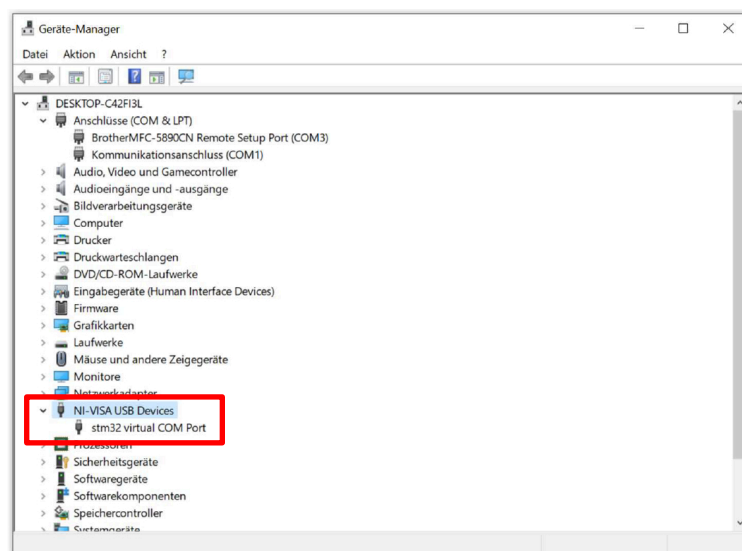 Geräte-Manager
Datei Aktion Ansicht ?
DESKTOP-C42FI3L
Anschlüsse (COM & LPT)
BrotherMFC-5890CN Remote Setup Port (COM3)
Kommunikationsanschluss (COM1)
Audio, Video und Gamecontroller
Audioeingänge und -ausgänge
Bildverarbeitungsgeräte
Computer
Drucker
Druckwarteschlangen
DVD/CD-ROM-Laufwerke
Eingabegeräte (Human Interface Devices)
Firmware
Grafikkarten
Laufwerke
Mäuse und andere Zeigegeräte
Monitore
Netzwerkadapter
NI-VISA USB Devices
stm32 virtual COM Port
Prozessoren
Sicherheitsgeräte
Softwaregeräte
Softwarekomponenten
Speichercontroller
Systemgeräte